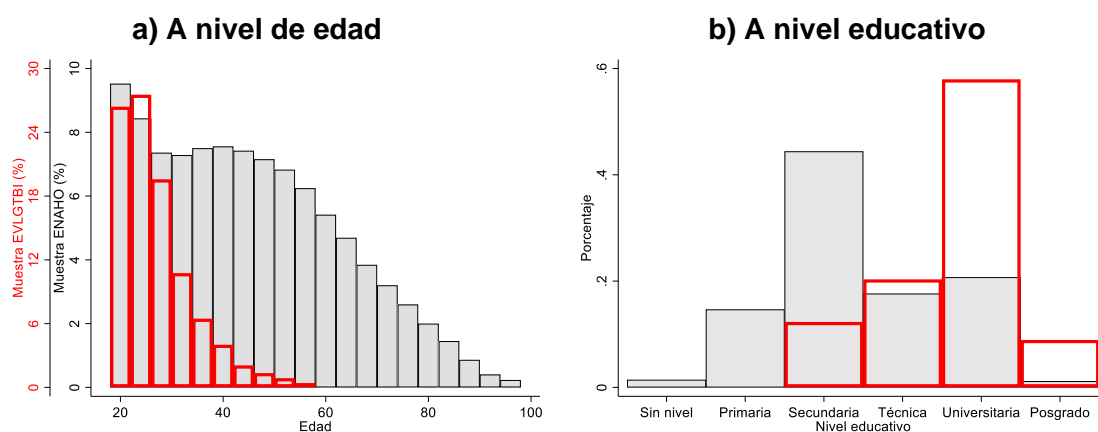 a) A nivel de edad
Muestra EVLGTBI (%)
0 6 12 18 24 30
Muestra ENAHO (%)
0 2 4 6 8 10
20 40 60 80 100
Edad
b) A nivel educativo
Porcentaje
0 .2 .4 .6
Sin nivel Primaria Secundaria Técnica Universitaria Posgrado
Nivel educativo